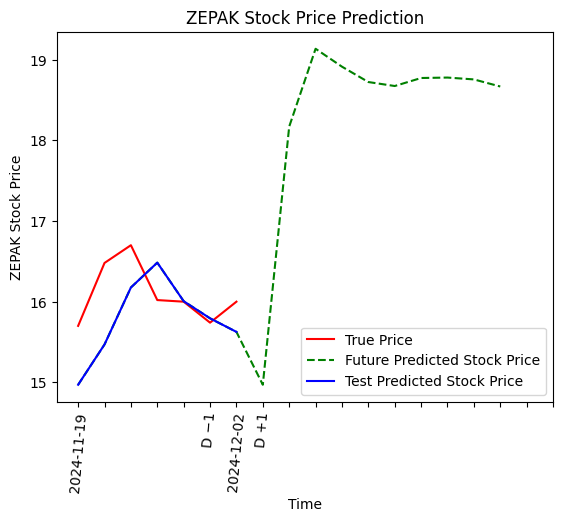 ZEPAK Stock Price Prediction
ZEPAK Stock Price
19
18
17
16
15
True Price
Future Predicted Stock Price
Test Predicted Stock Price
2024-11-19
D −1
2024-12-02
D +1
Time